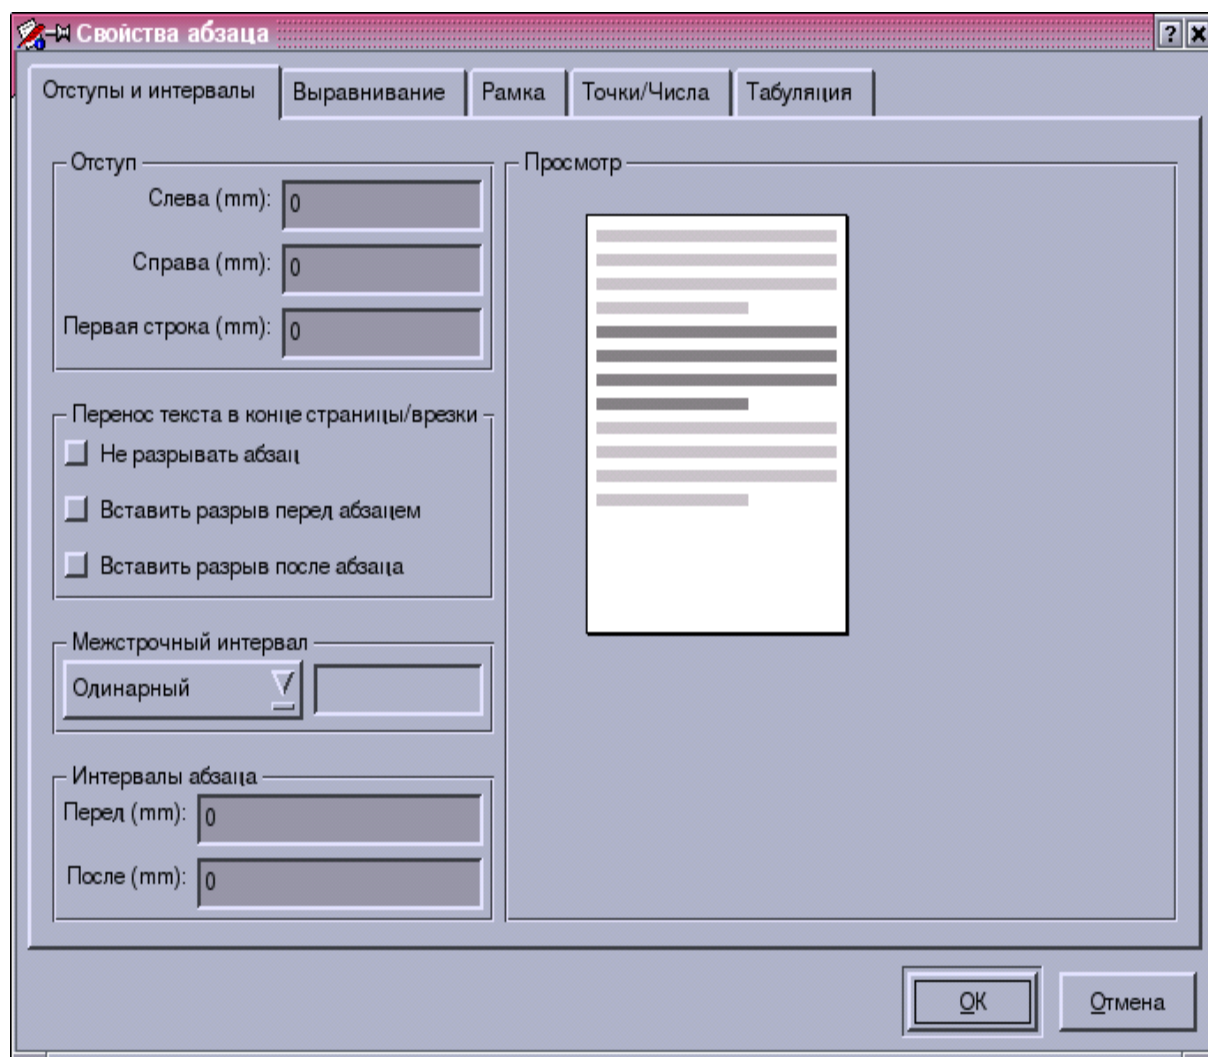 Свойства абзаца
?
Отступы и интервалы
Выравнивание
Рамка
Точки/Числа
Табуляция
Отступ
Слева (mm):
0
Справа (mm):
0
Первая строка (mm):
0
Перенос текста в конце страницы/врезки
Не разрывать абзац
Вставить разрыв перед абзацем
Вставить разрыв после абзаца
Межстрочный интервал
Одинарный
Интервалы абзаца
Перед (mm):
0
После (mm):
0
Просмотр
OK
Отмена